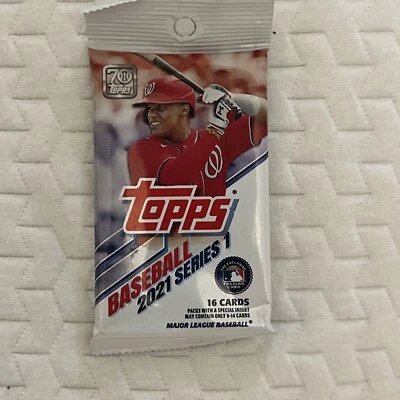 70
TOPPS
W
W
TOPPS
BASEBALL
2021 SERIES 1
16 CARDS
PACKS WITH A SPECIAL INSERT
MAY CONTAIN ONLY 8-14 CARDS
MAJOR LEAGUE BASEBALL®